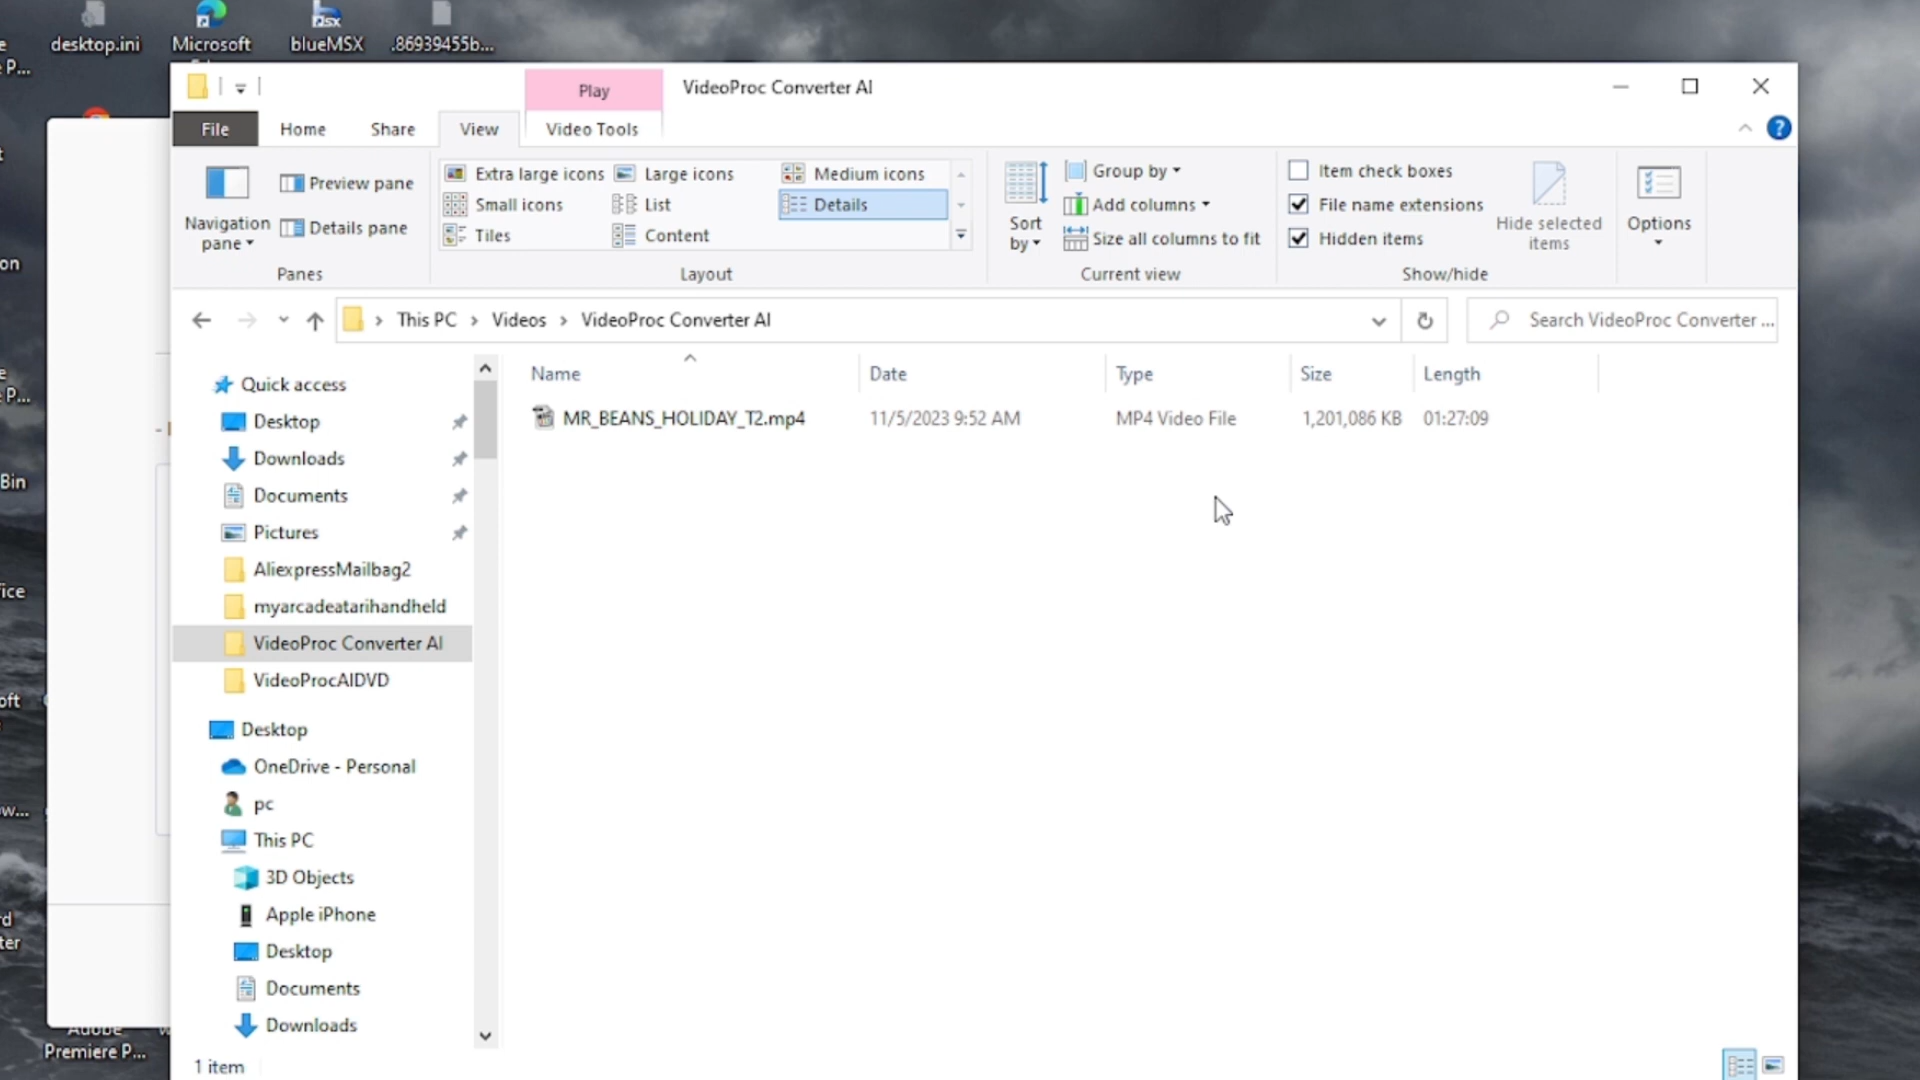 desktop.ini
Microsoft
blueMSX
.86939455b...
P...
Play
VideoProc Converter AI
File
Home
Share
View
Video Tools
?
Navigation
pane
Preview pane
Details pane
Panes
Extra large icons
Large icons
Medium icons
Small icons
List
Details
Tiles
Content
Layout
Sort
by
Group by
Add columns
Size all columns to fit
Current view
Item check boxes
File name extensions
Hidden items
Hide selected
items
Show/hide
Options
This PC > Videos > VideoProc Converter AI
Search VideoProc Converter ...
Name
Date
Type
Size
Length
MR_BEANS_HOLIDAY_T2.mp4
11/5/2023 9:52 AM
MP4 Video File
1,201,086 KB
01:27:09
Quick access
Desktop
Downloads
Documents
Pictures
AliexpressMailbag2
myarcadeatarihandheld
VideoProc Converter AI
VideoProcAIDVD
Desktop
OneDrive - Personal
pc
This PC
3D Objects
Apple iPhone
Desktop
Documents
Downloads
1 item
on
P...
Bin
ice
oft
w...
rd
ter
Adobe
Premiere P...